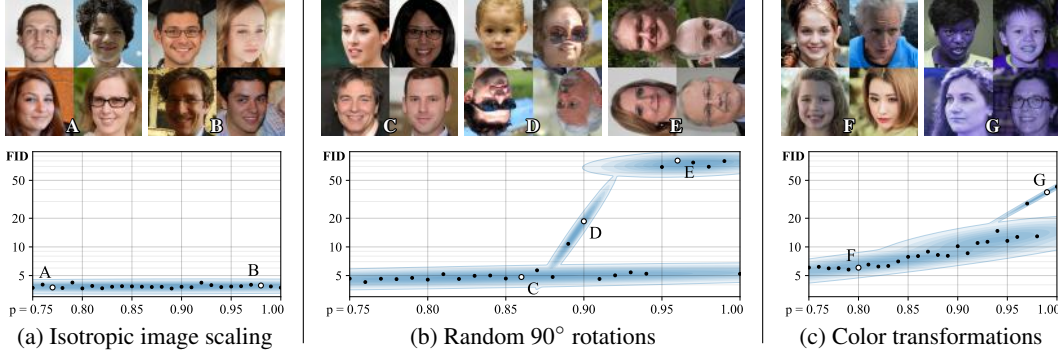 A B
C D E
F G
FID
50
20
10
5
A B
p = 0.75 0.80 0.85 0.90 0.95 1.00
(a) Isotropic image scaling
FID
50
20
10
5
E
D
C
p = 0.75 0.80 0.85 0.90 0.95 1.00
(b) Random 90° rotations
FID
50
20
10
5
G
F
p = 0.75 0.80 0.85 0.90 0.95 1.00
(c) Color transformations